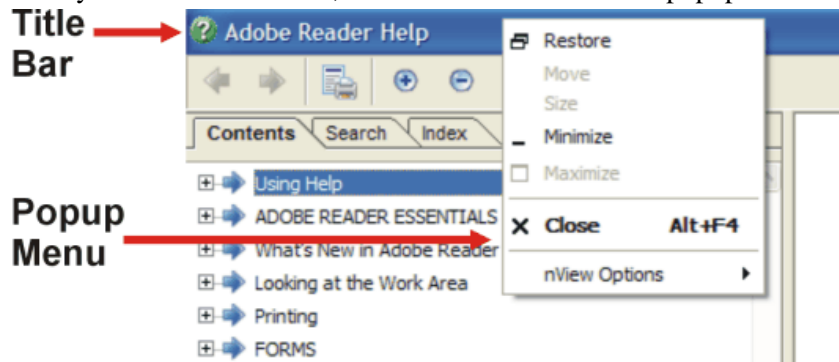 Title Bar
Adobe Reader Help
Restore
Move
Size
Minimize
Maximize
Close Alt+F4
nView Options
Contents Search Index
Using Help
ADOBE READER ESSENTIALS
What's New in Adobe Reader
Looking at the Work Area
Printing
FORMS
Popup Menu